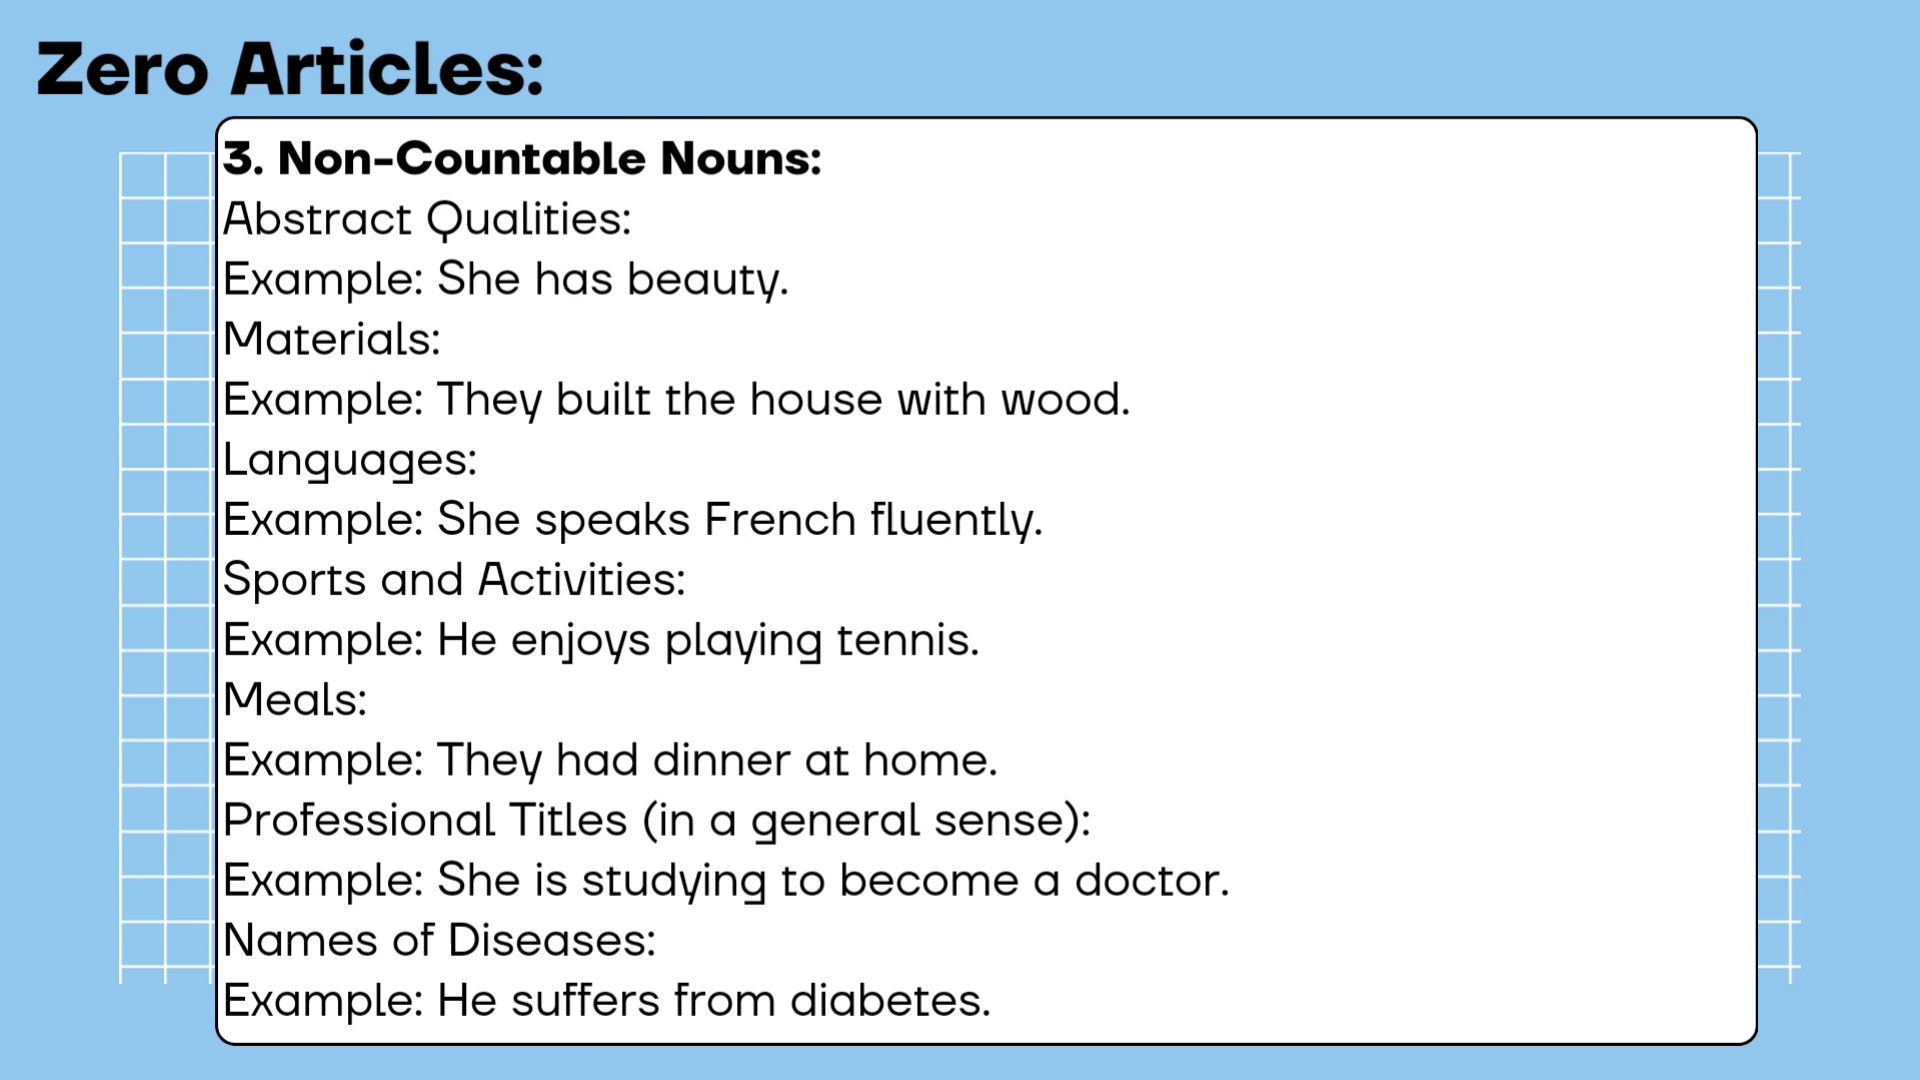 Zero Articles:
3. Non-Countable Nouns:
Abstract Qualities:
Example: She has beauty.
Materials:
Example: They built the house with wood.
Languages:
Example: She speaks French fluently.
Sports and Activities:
Example: He enjoys playing tennis.
Meals:
Example: They had dinner at home.
Professional Titles (in a general sense):
Example: She is studying to become a doctor.
Names of Diseases:
Example: He suffers from diabetes.